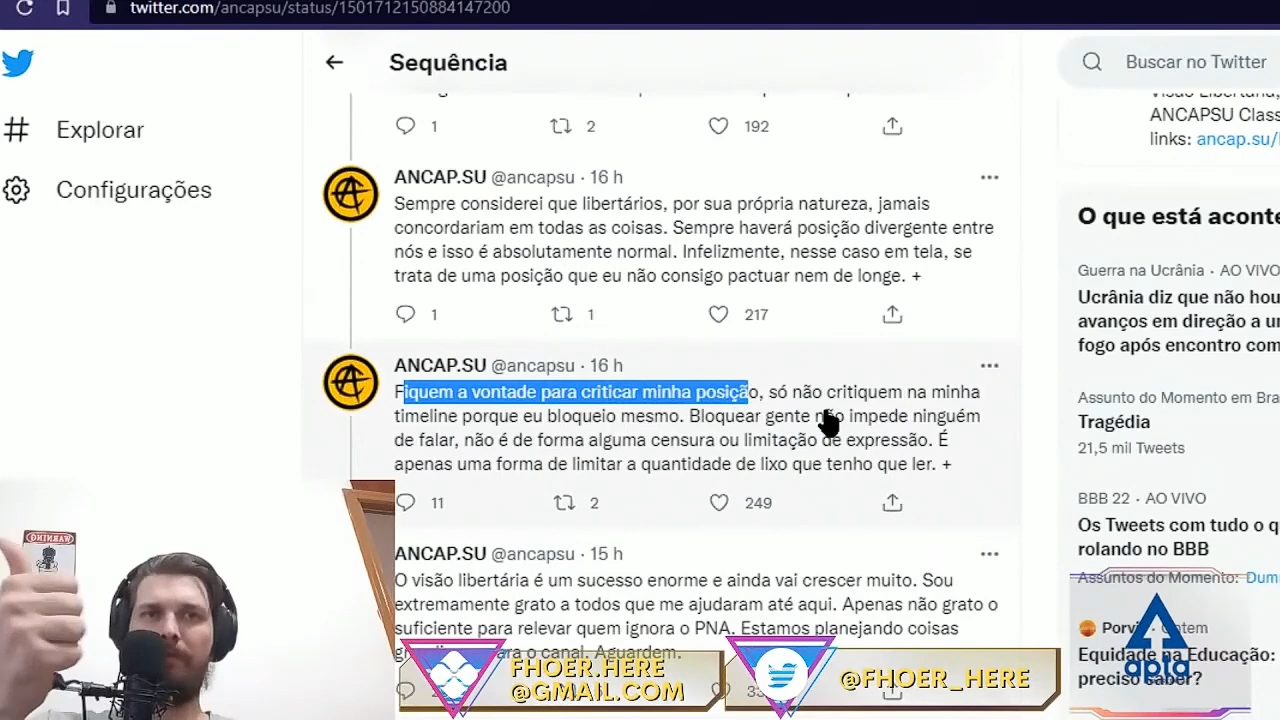 twitter.com/ancapsu/status/1501712150884147200
Sequência
Buscar no Twitter
Explorar
Configurações
1 2 192
ANCAP.SU @ancapsu · 16 h
Sempre considerei que libertários, por sua própria natureza, jamais
concordariam em todas as coisas. Sempre haverá posição divergente entre
nós e isso é absolutamente normal. Infelizmente, nesse caso em tela, se
trata de uma posição que eu não consigo pactuar nem de longe. +
1 1 217
ANCAP.SU @ancapsu · 16 h
Fiquem a vontade para criticar minha posição, só não critiquem na minha
timeline porque eu bloqueio mesmo. Bloquear gente não impede ninguém
de falar, não é de forma alguma censura ou limitação de expressão. É
apenas uma forma de limitar a quantidade de lixo que tenho que ler. +
11 2 249
ANCAP.SU @ancapsu · 15 h
O visão libertária é um sucesso enorme e ainda vai crescer muito. Sou
extremamente grato a todos que me ajudaram até aqui. Apenas não grato o
suficiente para relevar quem ignora o PNA. Estamos planejando coisas
o canal. Aguardem.
Visão Libertária,
ANCAPSU Class
links: ancap.su/
O que está aconte
Guerra na Ucrânia · AO VIVO
Ucrânia diz que não hou
avanços em direção a u
fogo após encontro com
Assunto do Momento em Bra
Tragédia
21,5 mil Tweets
BBB 22 · AO VIVO
Os Tweets com tudo o q
rolando no BBB
Assuntos do Momento: Dum
Equidade na Educação:
preciso saber?
WARNING
FHOER.HERE
@GMAIL.COM
@FHOER_HERE
apta